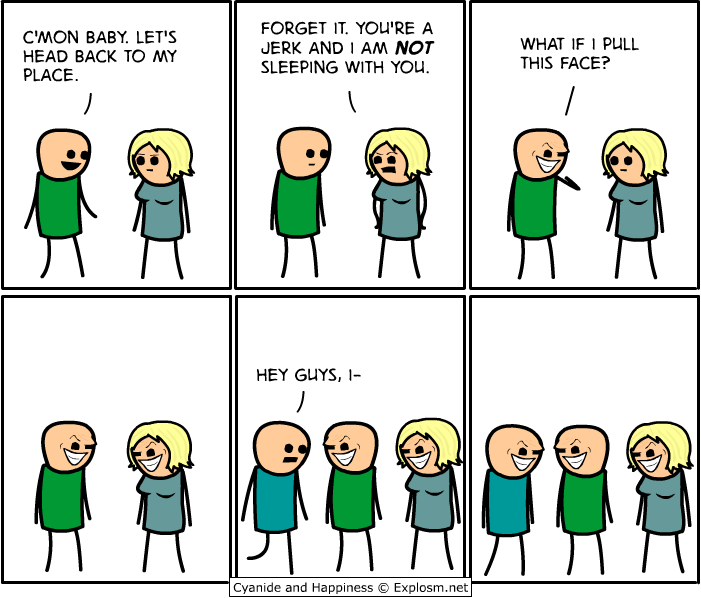 C'MON BABY. LET'S
HEAD BACK TO MY
PLACE.
FORGET IT. YOU'RE A
JERK AND I AM NOT
SLEEPING WITH YOU.
WHAT IF I PULL
THIS FACE?
HEY GUYS, I-
Cyanide and Happiness © Explosm.net